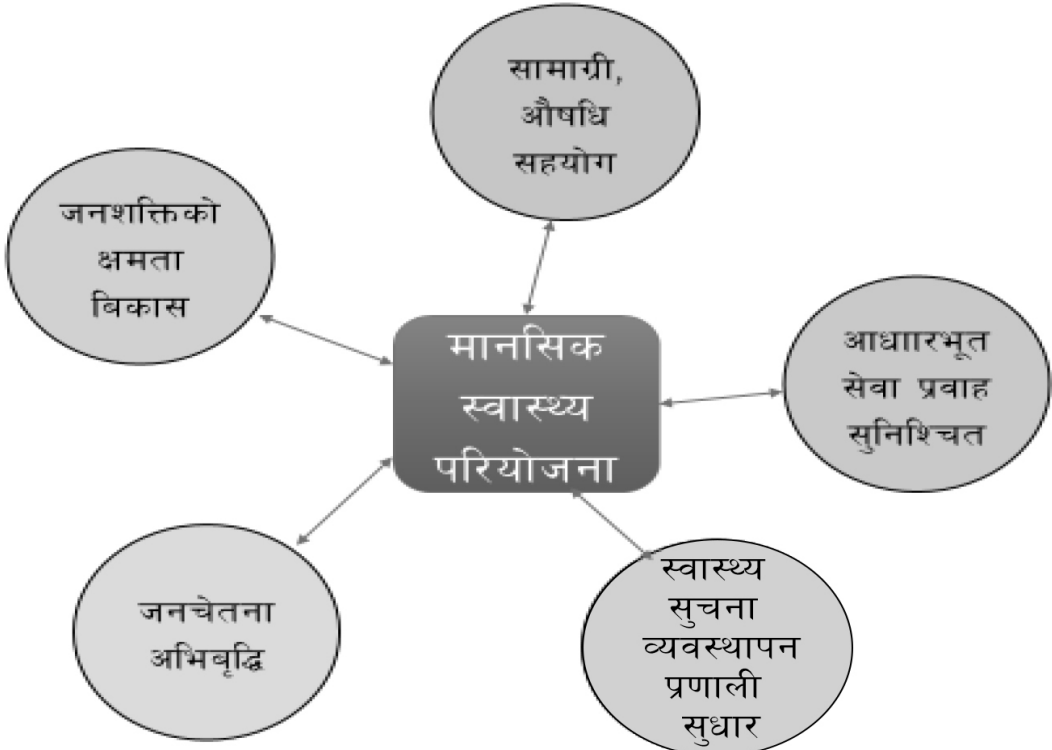 सामाग्री,
औषधि
सहयोग
जनशक्तिको
क्षमता
बिकास
मानसिक
स्वास्थ्य
परियोजना
आधाारभूत
सेवा प्रवाह
सुनिश्चित
जनचेतना
अभिबृद्धि
स्वास्थ्य
सुचना
व्यवस्थापन
प्रणाली
सुधार